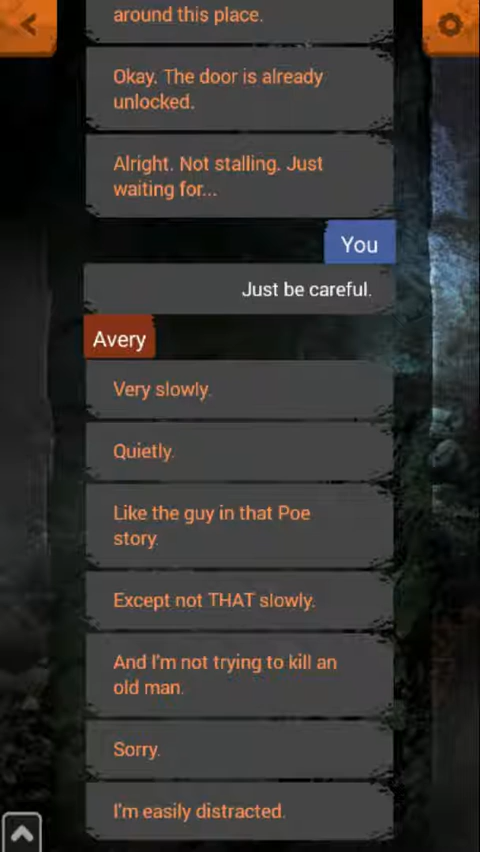 around this place.
Okay. The door is already
unlocked.
Alright. Not stalling. Just
waiting for...
You
Just be careful.
Avery
Very slowly.
Quietly.
Like the guy in that Poe
story.
Except not THAT slowly.
And I'm not trying to kill an
old man.
Sorry.
I'm easily distracted.